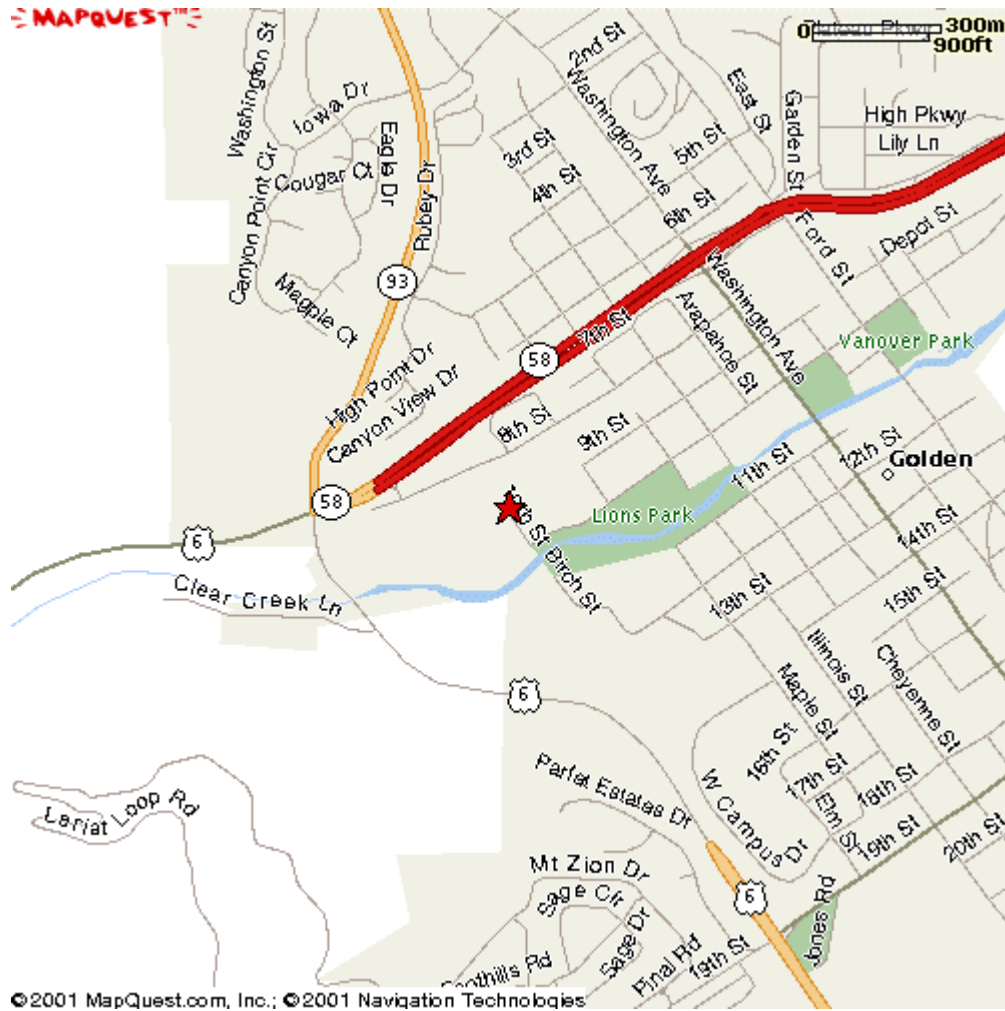 MAPQUEST™
0 300m
900ft
Plateau Pkwy
Washington St
2nd St
Washington Ave
East St
Garden St
High Pkwy
Lily Ln
Iowa Dr
Eagle Dr
Cougar Ct
Rubey Dr
3rd St
4th St
5th St
6th St
Canyon Point Cir
93
Magpie Ct
Ford St
Depot St
Washington Ave
Arapahoe St
7th St
58
Vanover Park
High Point Dr
Canyon View Dr
8th St
9th St
11th St
12th St
Golden
58
6
Lions Park
Birch St
14th St
Clear Creek Ln
13th St
15th St
6
Illinois St
Cheyenne St
Maple St
16th St
17th St
18th St
Elm St
19th St
20th St
Parfet Estates Dr
W Campus Dr
Lariat Loop Rd
Mt Zion Dr
Sage Cir
Sage Dr
6
Jones Rd
Foothills Rd
Pinal Rd
19th St
©2001 MapQuest.com, Inc.; ©2001 Navigation Technologies